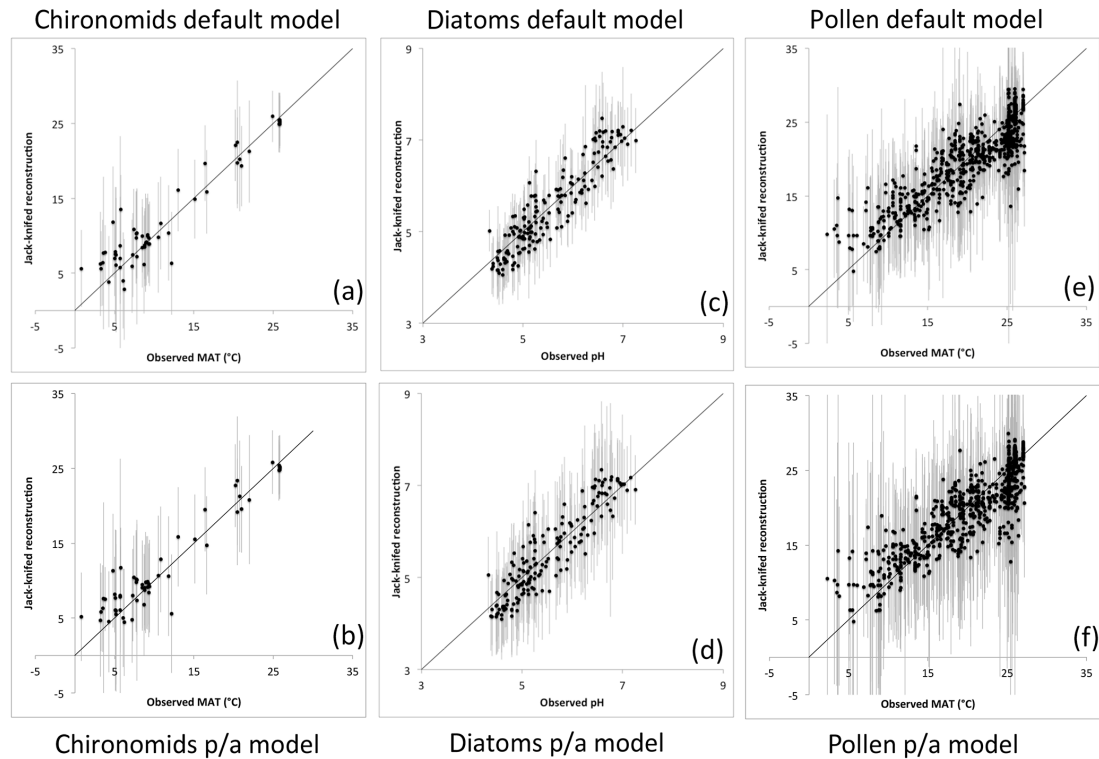 Chironomids default model
Diatoms default model
Pollen default model
35
25
15
5
-5
Jack-knifed reconstruction
-5
5
15
25
35
Observed MAT (°C)
(a)
9
7
5
3
Jack-knifed reconstruction
3
5
7
9
Observed pH
(c)
35
25
15
5
-5
Jack-knifed reconstruction
-5
5
15
25
35
Observed MAT (°C)
(e)
35
25
15
5
-5
Jack-knifed reconstruction
-5
5
15
25
35
Observed MAT (°C)
(b)
9
7
5
3
Jack-knifed reconstruction
3
5
7
9
Observed pH
(d)
35
25
15
5
-5
Jack-knifed reconstruction
-5
5
15
25
35
Observed MAT (°C)
(f)
Chironomids p/a model
Diatoms p/a model
Pollen p/a model